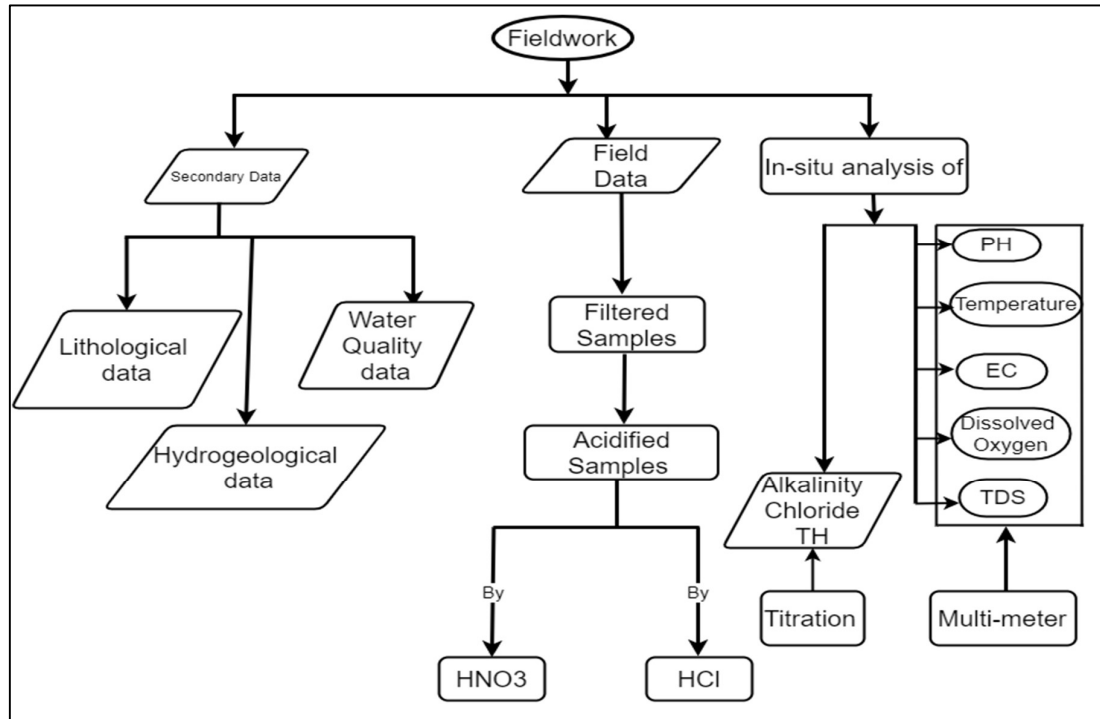 Fieldwork
Secondary Data
Field
Data
In-situ analysis of
Lithological
data
Hydrogeological
data
Water
Quality
data
Filtered
Samples
Acidified
Samples
By
By
HNO3
HCl
Alkalinity
Chloride
TH
Titration
PH
Temperature
EC
Dissolved
Oxygen
TDS
Multi-meter